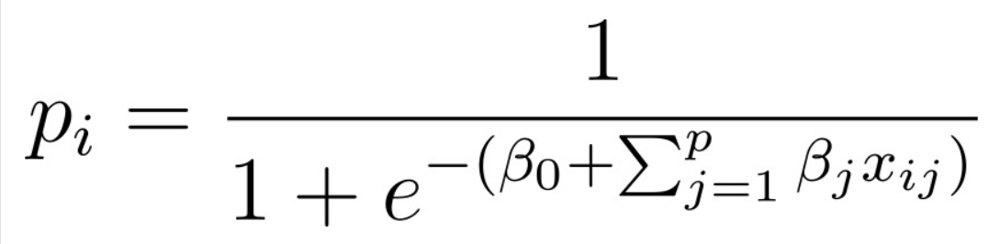 p_i = \frac{1}{1 + e^{-(\beta_0 + \sum_{j=1}^{p} \beta_j x_{ij})}}